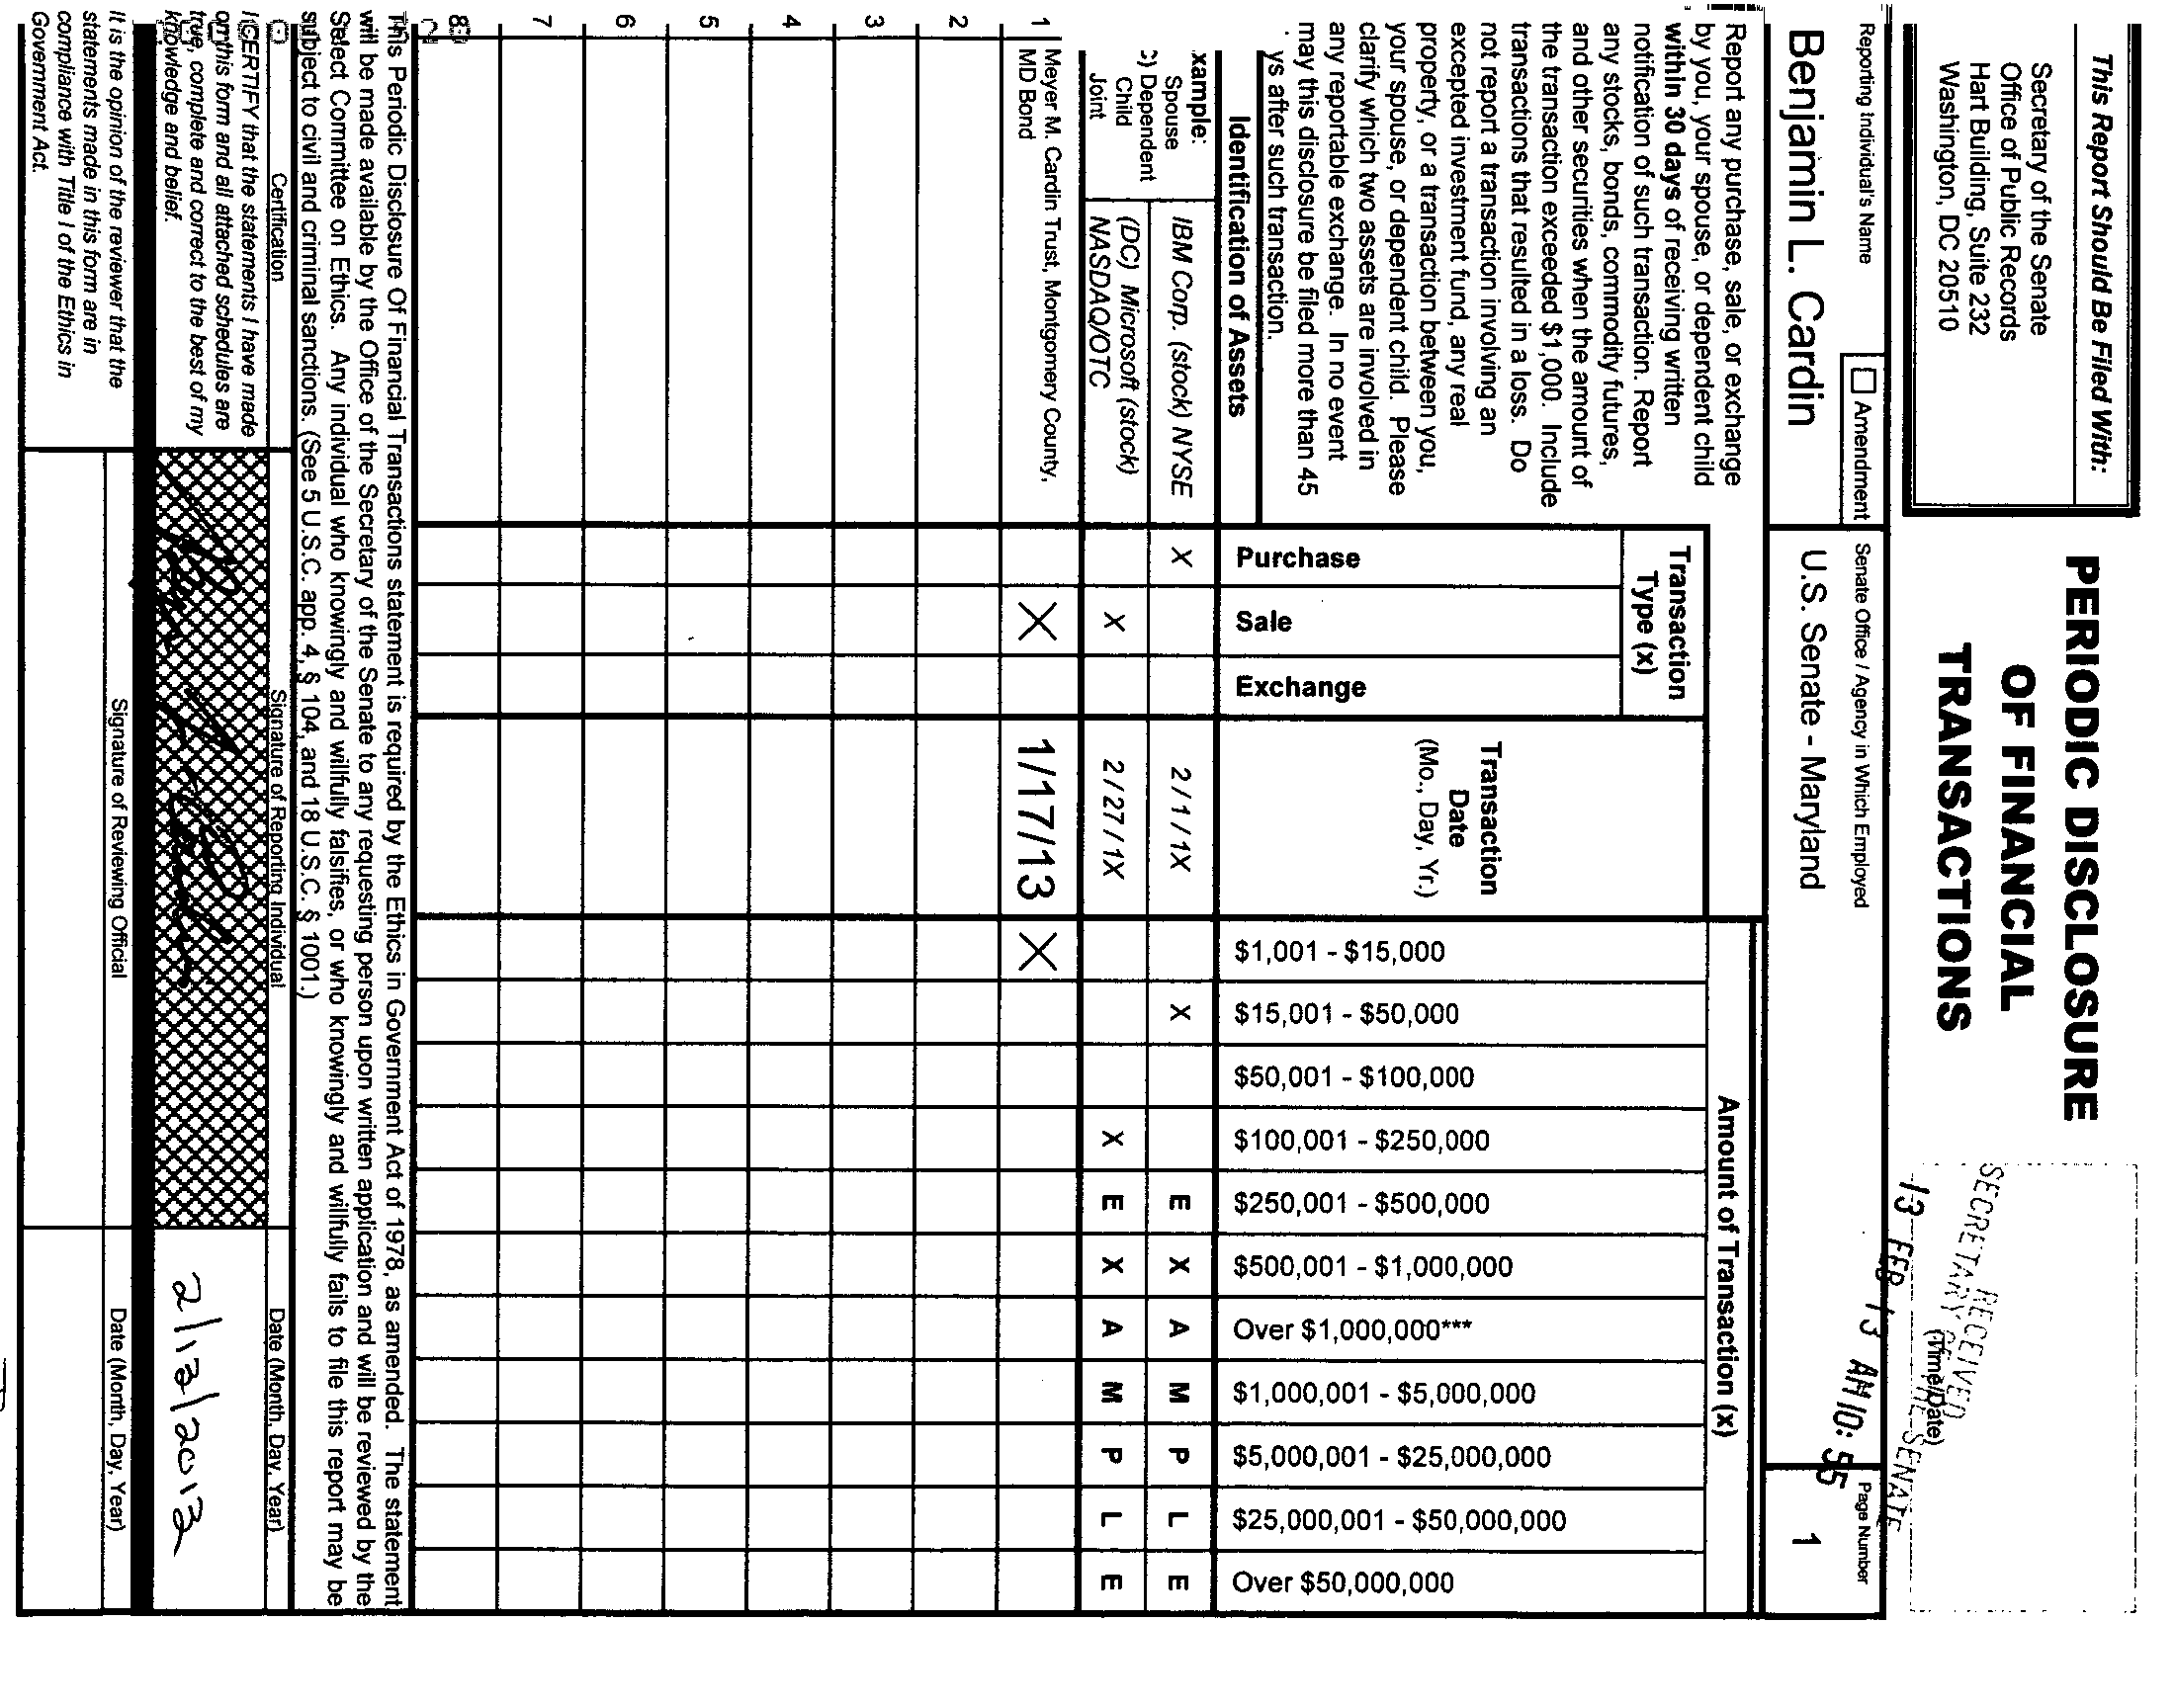 This Report Should Be Filed With:
Secretary of the Senate
Office of Public Records
Hart Building, Suite 232
Washington, DC 20510
PERIODIC DISCLOSURE
OF FINANCIAL
TRANSACTIONS
SECRETARY OF THE SENATE
RECEIVED
(Time/Date)
13 FEB 13 AM 10:55
Reporting Individual's Name
Amendment
Benjamin L. Cardin
Senate Office / Agency in Which Employed
U.S. Senate - Maryland
Page Number
1
Report any purchase, sale, or exchange
by you, your spouse, or dependent child
within 30 days of receiving written
notification of such transaction. Report
any stocks, bonds, commodity futures,
and other securities when the amount of
the transaction exceeded $1,000. Include
transactions that resulted in a loss. Do
not report a transaction involving an
excepted investment fund, any real
property, or a transaction between you,
your spouse, or dependent child. Please
clarify which two assets are involved in
any reportable exchange. In no event
may this disclosure be filed more than 45
ys after such transaction.
Identification of Assets
Transaction
Type (x)
Purchase
Sale
Exchange
Transaction
Date
(Mo., Day, Yr.)
Amount of Transaction (x)
$1,001 - $15,000
$15,001 - $50,000
$50,001 - $100,000
$100,001 - $250,000
$250,001 - $500,000
$500,001 - $1,000,000
Over $1,000,000***
$1,000,001 - $5,000,000
$5,000,001 - $25,000,000
$25,000,001 - $50,000,000
Over $50,000,000
xample:
Spouse
IBM Corp. (stock) NYSE X 2 / 1 / 1X X E X A M P L E
c) Dependent
Child
Joint
(DC) Microsoft (stock)
NASDAQ/OTC X 2 / 27 / 1X X E X A M P L E
1 Meyer M. Cardin Trust, Montgomery County,
MD Bond X 1/17/13 X
2
3
4
5
6
7
8
This Periodic Disclosure Of Financial Transactions statement is required by the Ethics in Government Act of 1978, as amended. The statement
will be made available by the Office of the Secretary of the Senate to any requesting person upon written application and will be reviewed by the
Select Committee on Ethics. Any individual who knowingly and willfully falsifies, or who knowingly and willfully fails to file this report may be
subject to civil and criminal sanctions. (See 5 U.S.C. app. 4, § 104, and 18 U.S.C. § 1001.)
Certification
Signature of Reporting Individual
Date (Month, Day, Year)
I CERTIFY that the statements I have made
on this form and all attached schedules are
true, complete and correct to the best of my
knowledge and belief.
2/12/2013
Signature of Reviewing Official
Date (Month, Day, Year)
It is the opinion of the reviewer that the
statements made in this form are in
compliance with Title I of the Ethics in
Government Act.